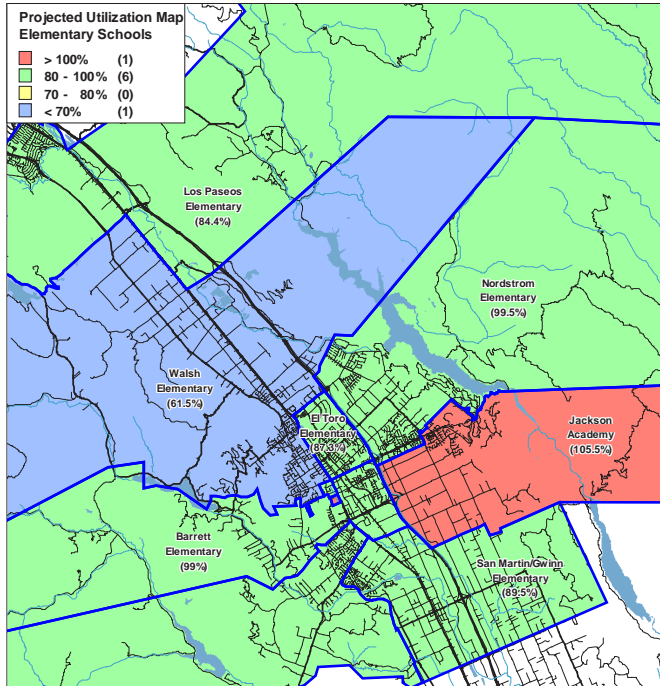 Projected Utilization Map
Elementary Schools
> 100% (1)
80 - 100% (6)
70 - 80% (0)
< 70% (1)
Los Paseos
Elementary
(84.4%)
Nordstrom
Elementary
(99.5%)
Walsh
Elementary
(61.5%)
El Toro
Elementary
(87.3%)
Jackson
Academy
(105.5%)
Barrett
Elementary
(99%)
San Martin/Gwinn
Elementary
(89.5%)